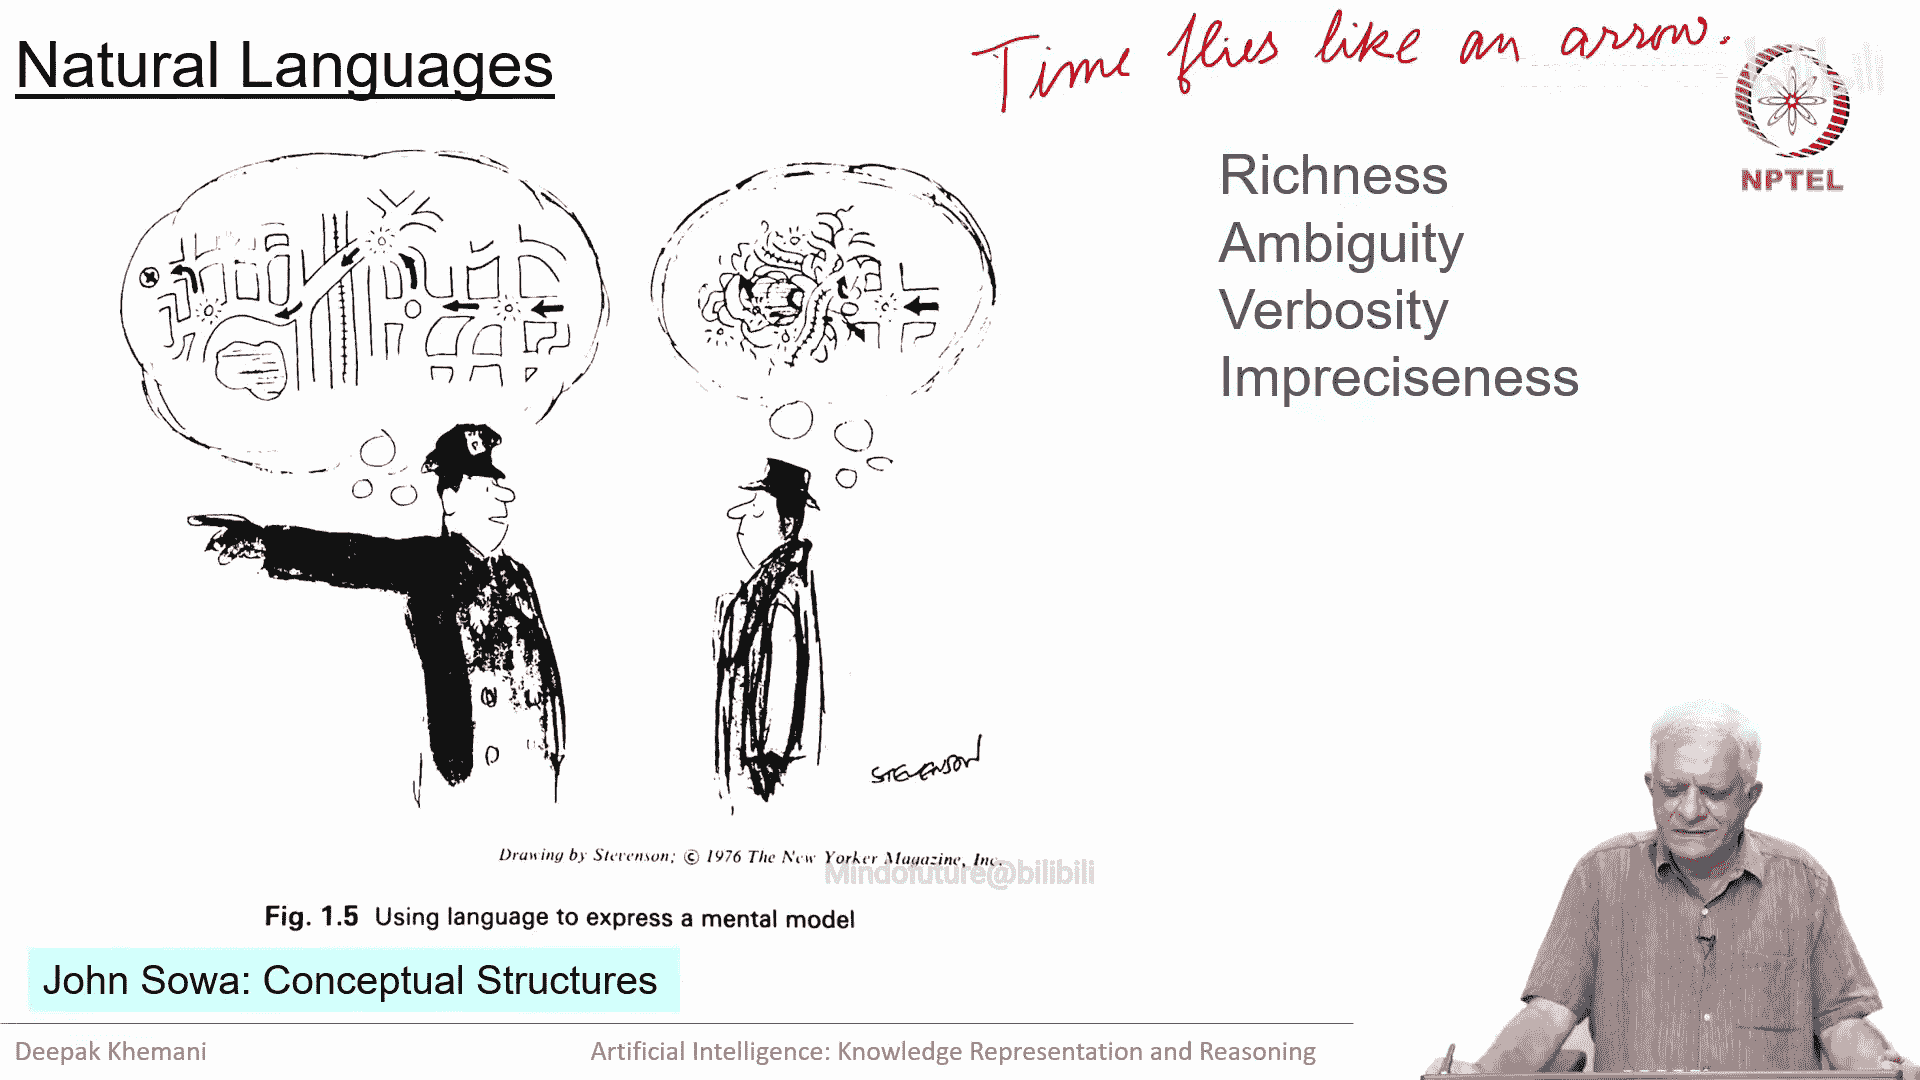 Natural Languages
Time flies like an arrow.
NPTEL
Richness
Ambiguity
Verbosity
Impreciseness
STEVENSON
Drawing by Stevenson; © 1976 The New Yorker Magazine, Inc.
Mindofuture@bilibili
Fig. 1.5 Using language to express a mental model
John Sowa: Conceptual Structures
Deepak Khemani
Artificial Intelligence: Knowledge Representation and Reasoning